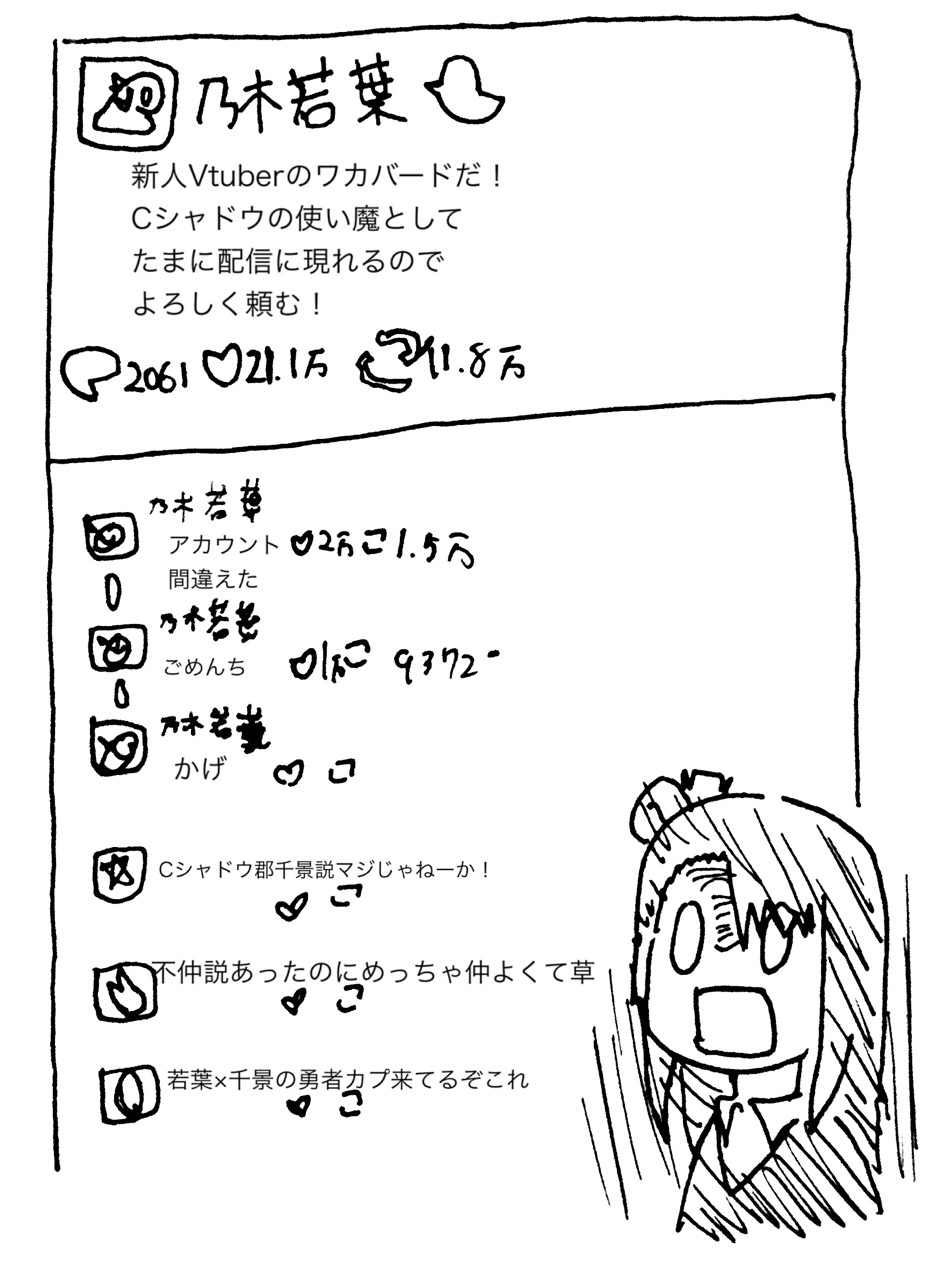 乃木若葉
新人Vtuberのワカバードだ！
Cシャドウの使い魔として
たまに配信に現れるので
よろしく頼む！
2061 21.1万 11.8万
乃木若葉
アカウント 2万 1.5万
間違えた
乃木若葉
ごめんち 1万 9372
乃木若葉
かげ
Cシャドウ郡千景説マジじゃねーか！
不仲説あったのにめっちゃ仲よくて草
若葉×千景の勇者カプ来てるぞこれ